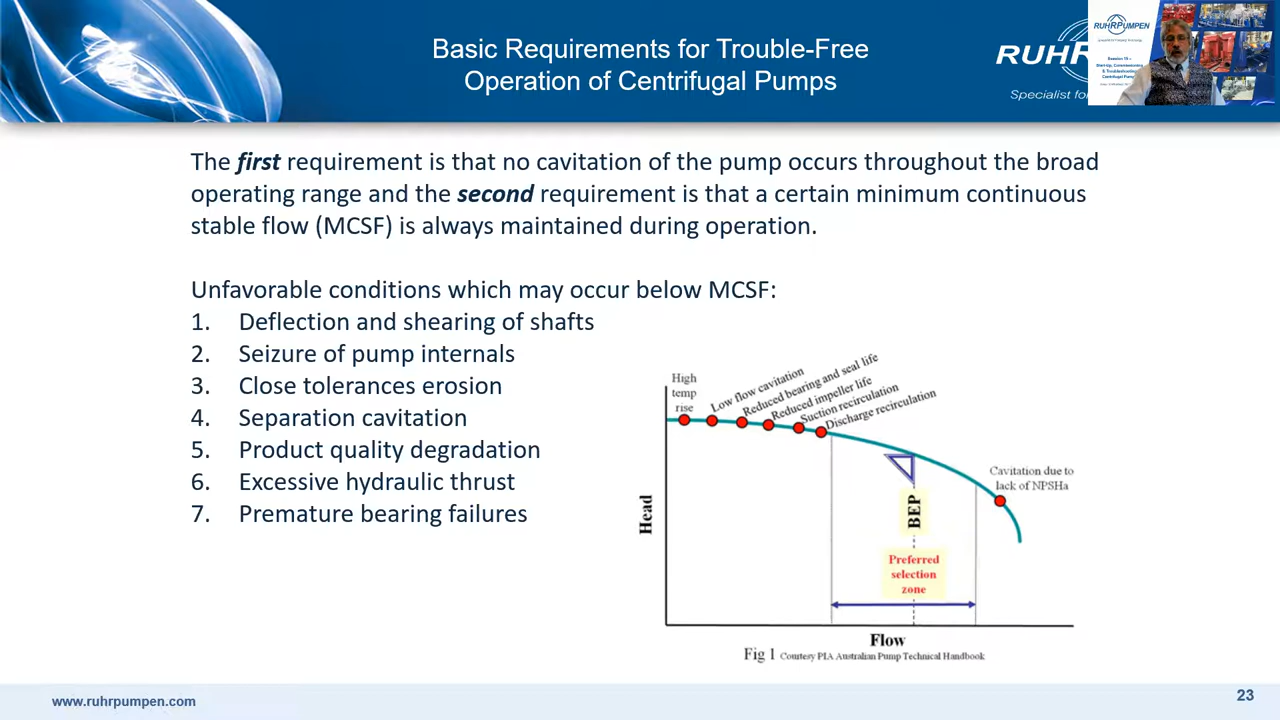 Basic Requirements for Trouble-Free
Operation of Centrifugal Pumps
RUHR
Specialist for
RUHRPUMPEN
Start-Up, Commissioning
& Troubleshooting
Centrifugal Pumps
The first requirement is that no cavitation of the pump occurs throughout the broad
operating range and the second requirement is that a certain minimum continuous
stable flow (MCSF) is always maintained during operation.
Unfavorable conditions which may occur below MCSF:
1. Deflection and shearing of shafts
2. Seizure of pump internals
3. Close tolerances erosion
4. Separation cavitation
5. Product quality degradation
6. Excessive hydraulic thrust
7. Premature bearing failures
High
temp
rise
Low flow cavitation
Reduced bearing and seal life
Reduced impeller life
Suction recirculation
Discharge recirculation
Cavitation due to
lack of NPSHa
Head
BEP
Preferred
selection
zone
Flow
Fig 1 Courtesy PIA Australian Pump Technical Handbook
www.ruhrpumpen.com
23